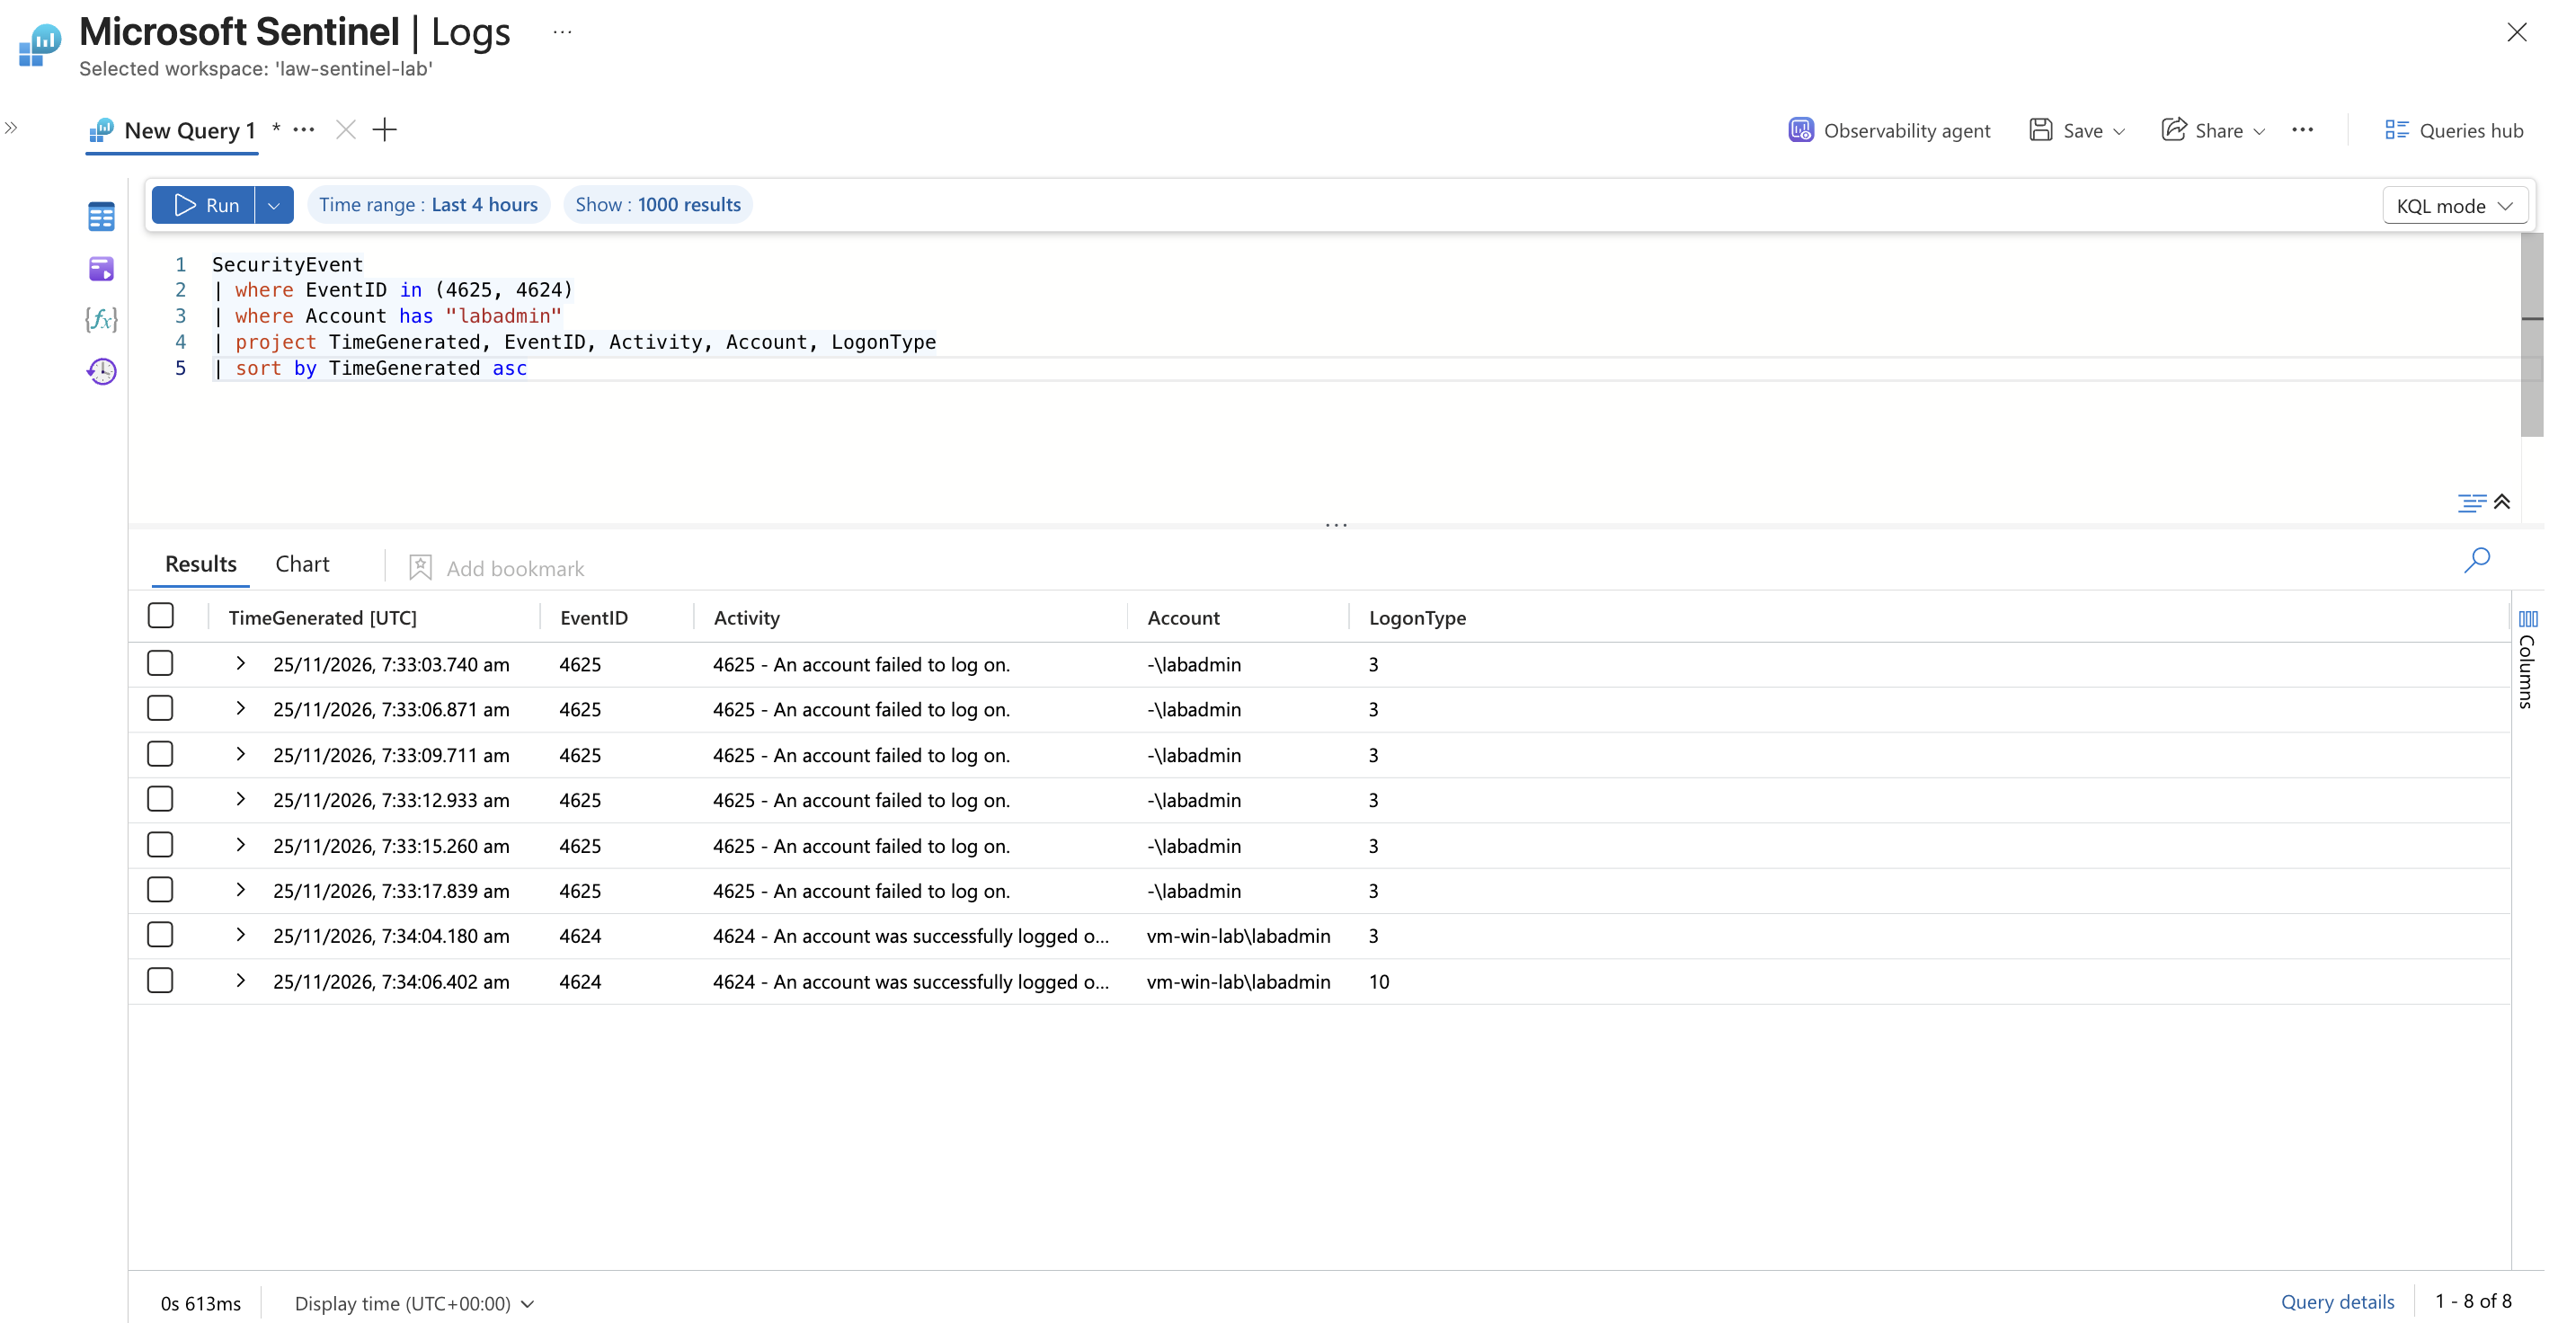 Microsoft Sentinel | Logs ...
Selected workspace: 'law-sentinel-lab'
New Query 1 * ...
Observability agent
Save
Share
Queries hub
Run
Time range : Last 4 hours
Show : 1000 results
KQL mode
1 SecurityEvent
2 | where EventID in (4625, 4624)
3 | where Account has "labadmin"
4 | project TimeGenerated, EventID, Activity, Account, LogonType
5 | sort by TimeGenerated asc
Results Chart Add bookmark
TimeGenerated [UTC] EventID Activity Account LogonType
25/11/2026, 7:33:03.740 am 4625 4625 - An account failed to log on. -\labadmin 3
25/11/2026, 7:33:06.871 am 4625 4625 - An account failed to log on. -\labadmin 3
25/11/2026, 7:33:09.711 am 4625 4625 - An account failed to log on. -\labadmin 3
25/11/2026, 7:33:12.933 am 4625 4625 - An account failed to log on. -\labadmin 3
25/11/2026, 7:33:15.260 am 4625 4625 - An account failed to log on. -\labadmin 3
25/11/2026, 7:33:17.839 am 4625 4625 - An account failed to log on. -\labadmin 3
25/11/2026, 7:34:04.180 am 4624 4624 - An account was successfully logged o... vm-win-lab\labadmin 3
25/11/2026, 7:34:06.402 am 4624 4624 - An account was successfully logged o... vm-win-lab\labadmin 10
Columns
0s 613ms Display time (UTC+00:00) Query details 1 - 8 of 8